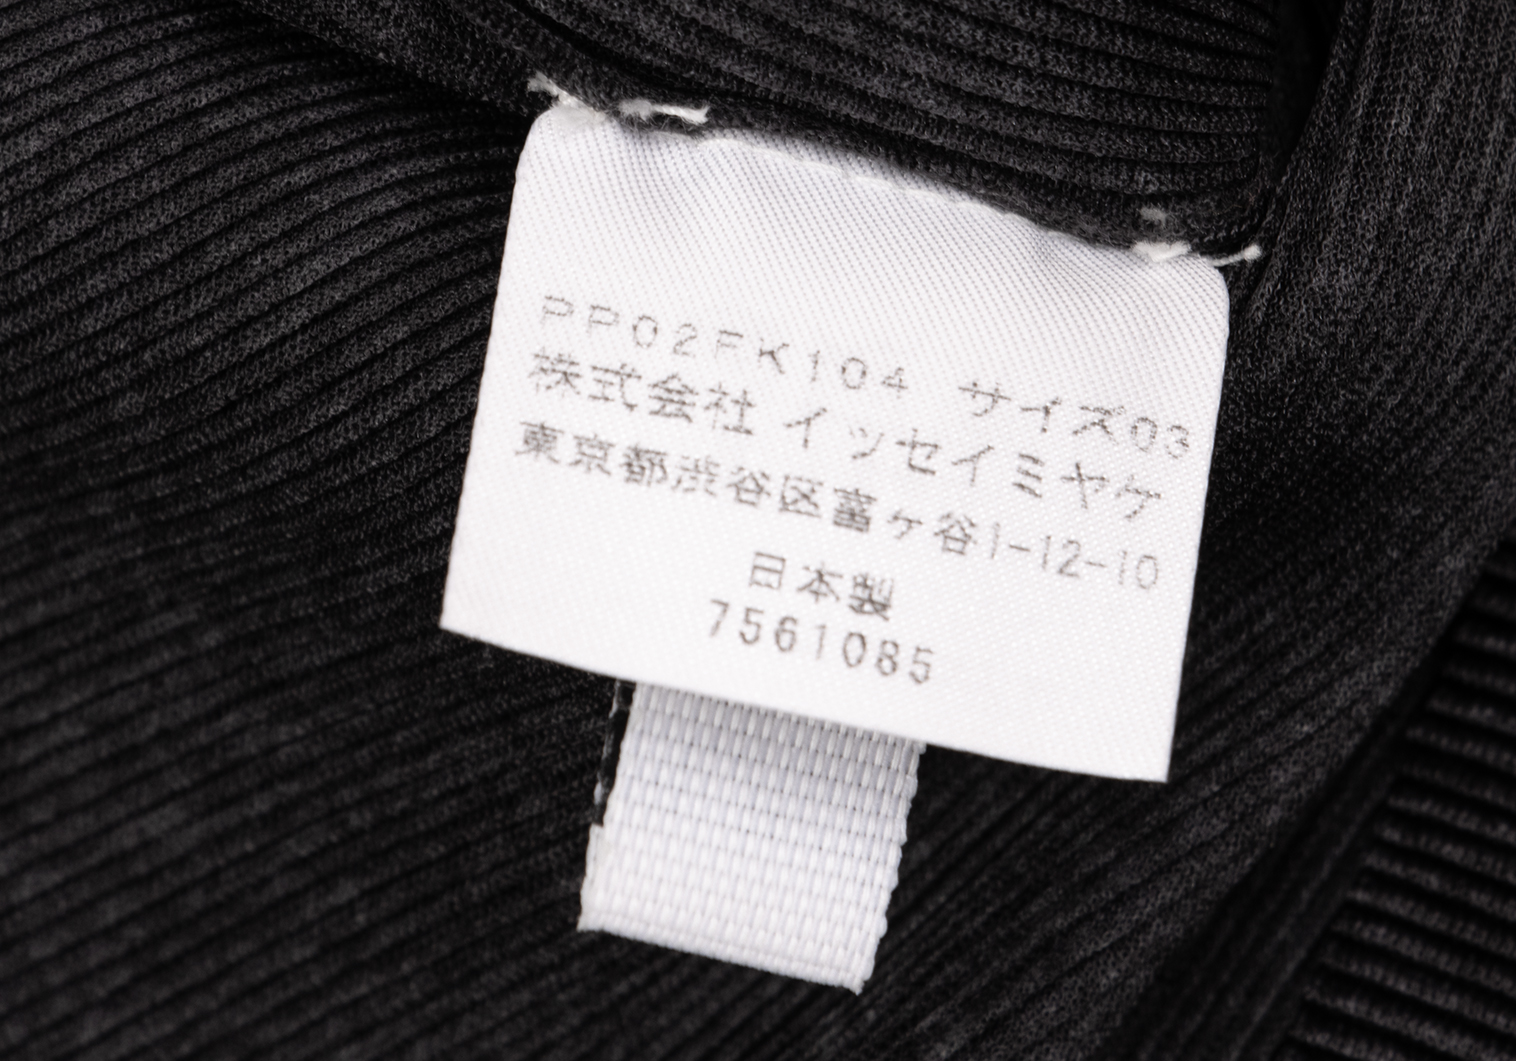 PP02FK104 サイズ03
株式会社 イッセイミヤケ
東京都渋谷区富ヶ谷1-12-10
日本製
7561085